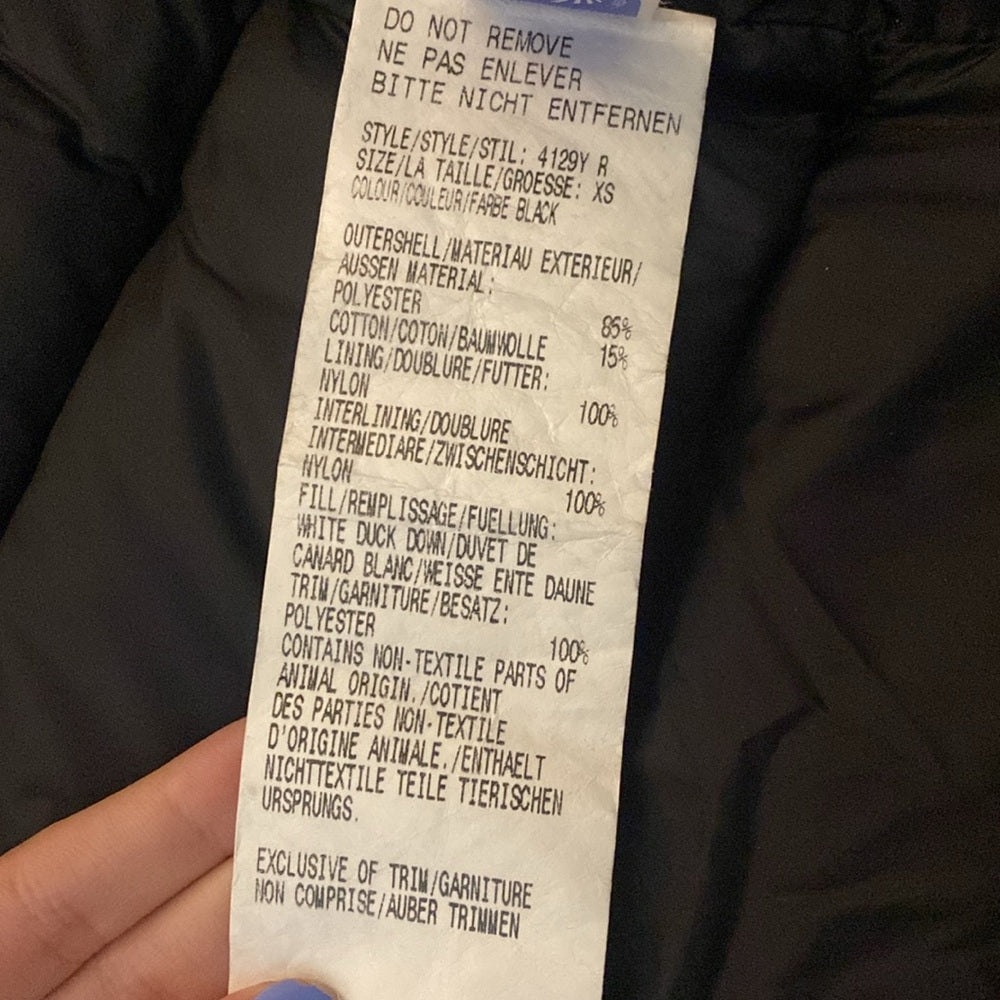 DO NOT REMOVE
NE PAS ENLEVER
BITTE NICHT ENTFERNEN
STYLE/STYLE/STIL: 4129Y R
SIZE/LA TAILLE/GROESSE: XS
COLOUR/COULEUR/FARBE BLACK
OUTERSHELL/MATERIAU EXTERIEUR/
AUSSEN MATERIAL:
POLYESTER 85%
COTTON/COTON/BAUMWOLLE 15%
LINING/DOUBLURE/FUTTER:
NYLON 100%
INTERLINING/DOUBLURE
INTERMEDIARE/ZWISCHENSCHICHT:
NYLON 100%
FILL/REMPLISSAGE/FUELLUNG:
WHITE DUCK DOWN/DUVET DE
CANARD BLANC/WEISSE ENTE DAUNE
TRIM/GARNITURE/BESATZ:
POLYESTER 100%
CONTAINS NON-TEXTILE PARTS OF
ANIMAL ORIGIN./COTIENT
DES PARTIES NON-TEXTILE
D'ORIGINE ANIMALE./ENTHAELT
NICHTTEXTILE TEILE TIERISCHEN
URSPRUNGS.
EXCLUSIVE OF TRIM/GARNITURE
NON COMPRISE/AUBER TRIMMEN